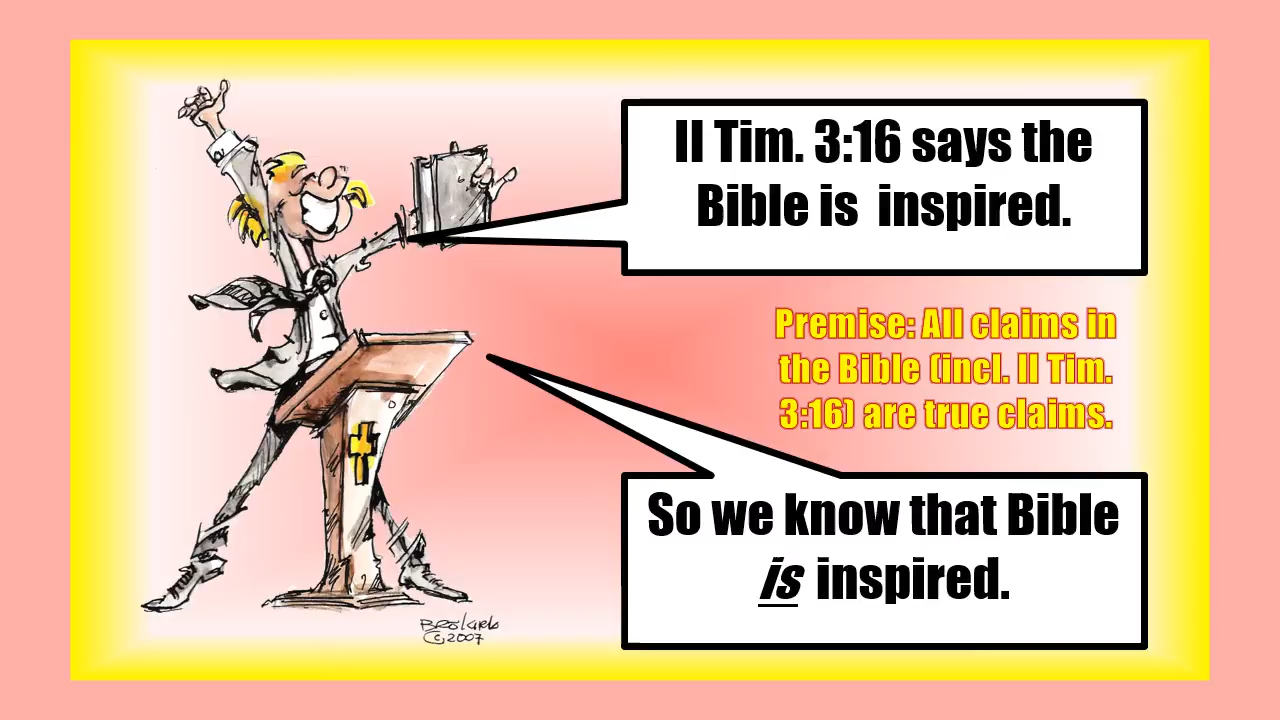 II Tim. 3:16 says the
Bible is inspired.
Premise: All claims in
the Bible (incl. II Tim.
3:16) are true claims.
So we know that Bible
is inspired.
©2007